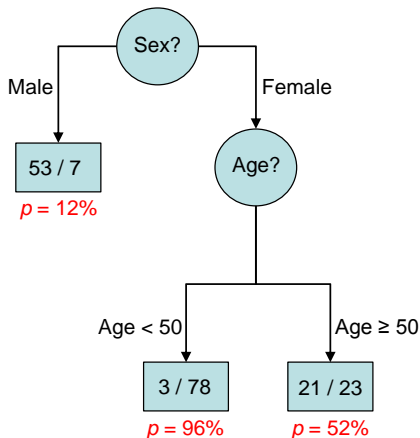 Sex?
Male
Female
53 / 7
p = 12%
Age?
Age < 50
Age ≥ 50
3 / 78
21 / 23
p = 96%
p = 52%